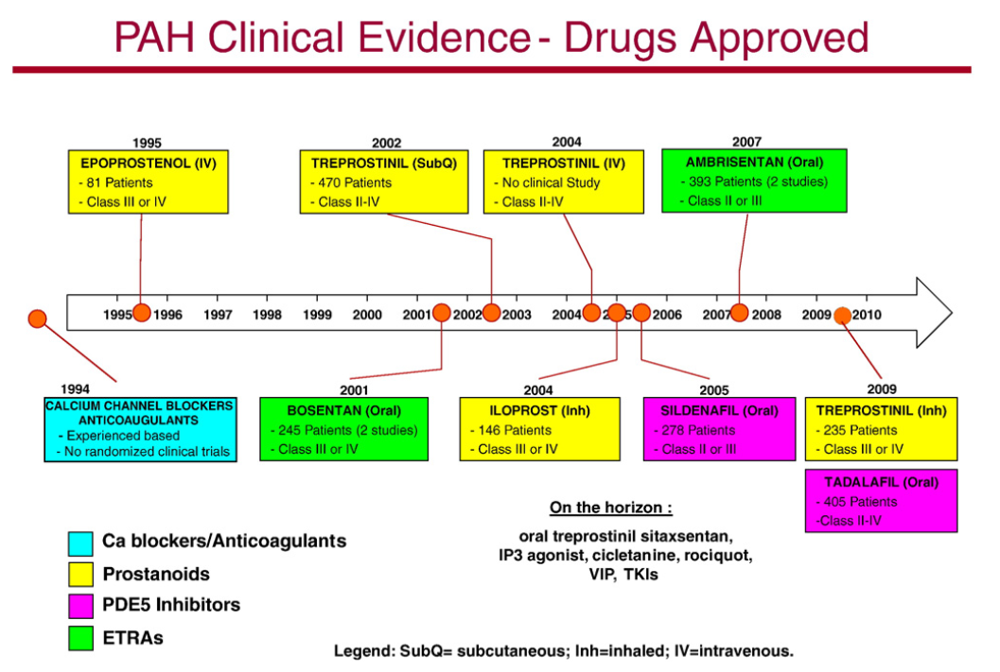 PAH Clinical Evidence - Drugs Approved
1995
EPOPROSTENOL (IV)
- 81 Patients
- Class III or IV
2002
TREPROSTINIL (SubQ)
- 470 Patients
- Class II-IV
2004
TREPROSTINIL (IV)
- No clinical Study
- Class II-IV
2007
AMBRISENTAN (Oral)
- 393 Patients (2 studies)
- Class II or III
1995 1996 1997 1998 1999 2000 2001 2002 2003 2004 2005 2006 2007 2008 2009 2010
1994
CALCIUM CHANNEL BLOCKERS
ANTICOAUGULANTS
- Experienced based
- No randomized clinical trials
2001
BOSENTAN (Oral)
- 245 Patients (2 studies)
- Class III or IV
2004
ILOPROST (Inh)
- 146 Patients
- Class III or IV
2005
SILDENAFIL (Oral)
- 278 Patients
- Class II or III
2009
TREPROSTINIL (Inh)
- 235 Patients
- Class III or IV
TADALAFIL (Oral)
- 405 Patients
-Class II-IV
On the horizon :
oral treprostinil sitaxsentan,
IP3 agonist, cicletanine, rociquot,
VIP, TKIs
Ca blockers/Anticoagulants
Prostanoids
PDE5 Inhibitors
ETRAs
Legend: SubQ= subcutaneous; Inh=inhaled; IV=intravenous.